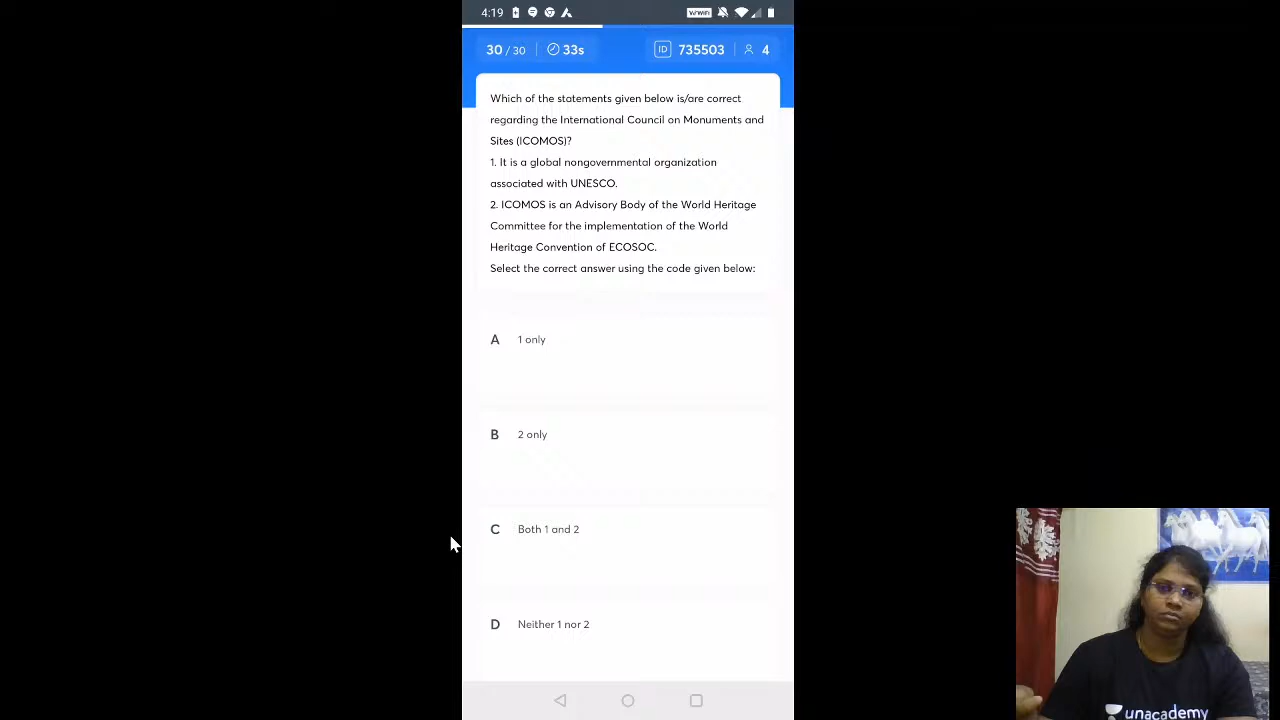 4:19
VoWiFi
30 / 30
33s
ID 735503
4
Which of the statements given below is/are correct
regarding the International Council on Monuments and
Sites (ICOMOS)?
1. It is a global nongovernmental organization
associated with UNESCO.
2. ICOMOS is an Advisory Body of the World Heritage
Committee for the implementation of the World
Heritage Convention of ECOSOC.
Select the correct answer using the code given below:
A 1 only
B 2 only
C Both 1 and 2
D Neither 1 nor 2
unacademy